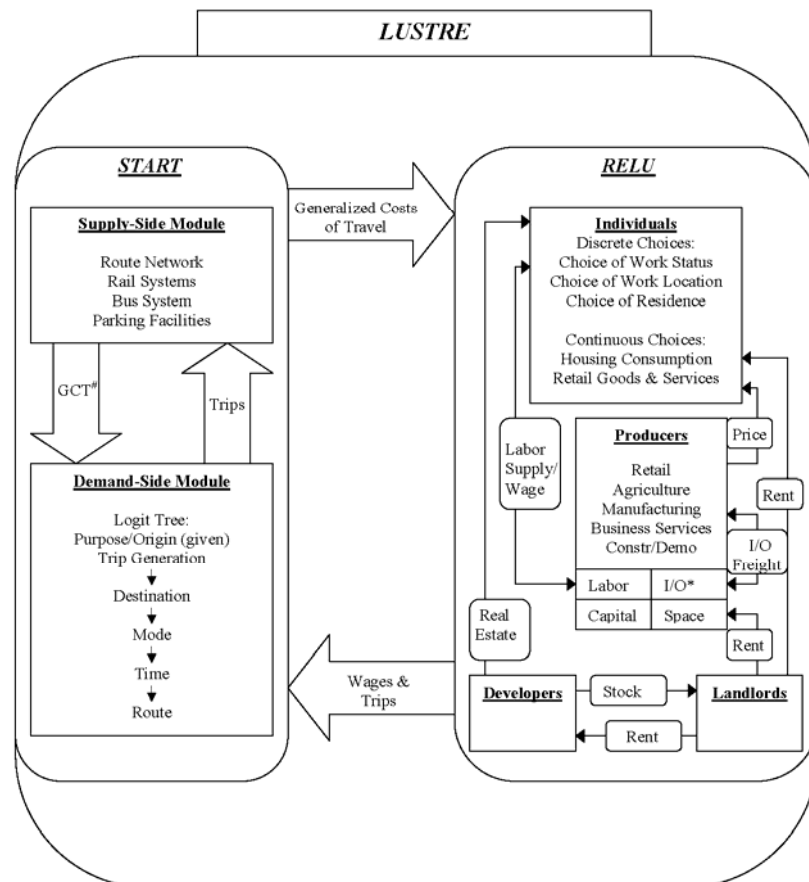 LUSTRE
START
Supply-Side Module
Route Network
Rail Systems
Bus System
Parking Facilities
GCT#
Trips
Demand-Side Module
Logit Tree:
Purpose/Origin (given)
Trip Generation
Destination
Mode
Time
Route
Generalized Costs
of Travel
Wages &
Trips
RELU
Individuals
Discrete Choices:
Choice of Work Status
Choice of Work Location
Choice of Residence
Continuous Choices:
Housing Consumption
Retail Goods & Services
Labor
Supply/
Wage
Producers
Retail
Agriculture
Manufacturing
Business Services
Constr/Demo
Labor
I/O*
Capital
Space
Price
Rent
I/O
Freight
Rent
Real
Estate
Developers
Stock
Landlords
Rent